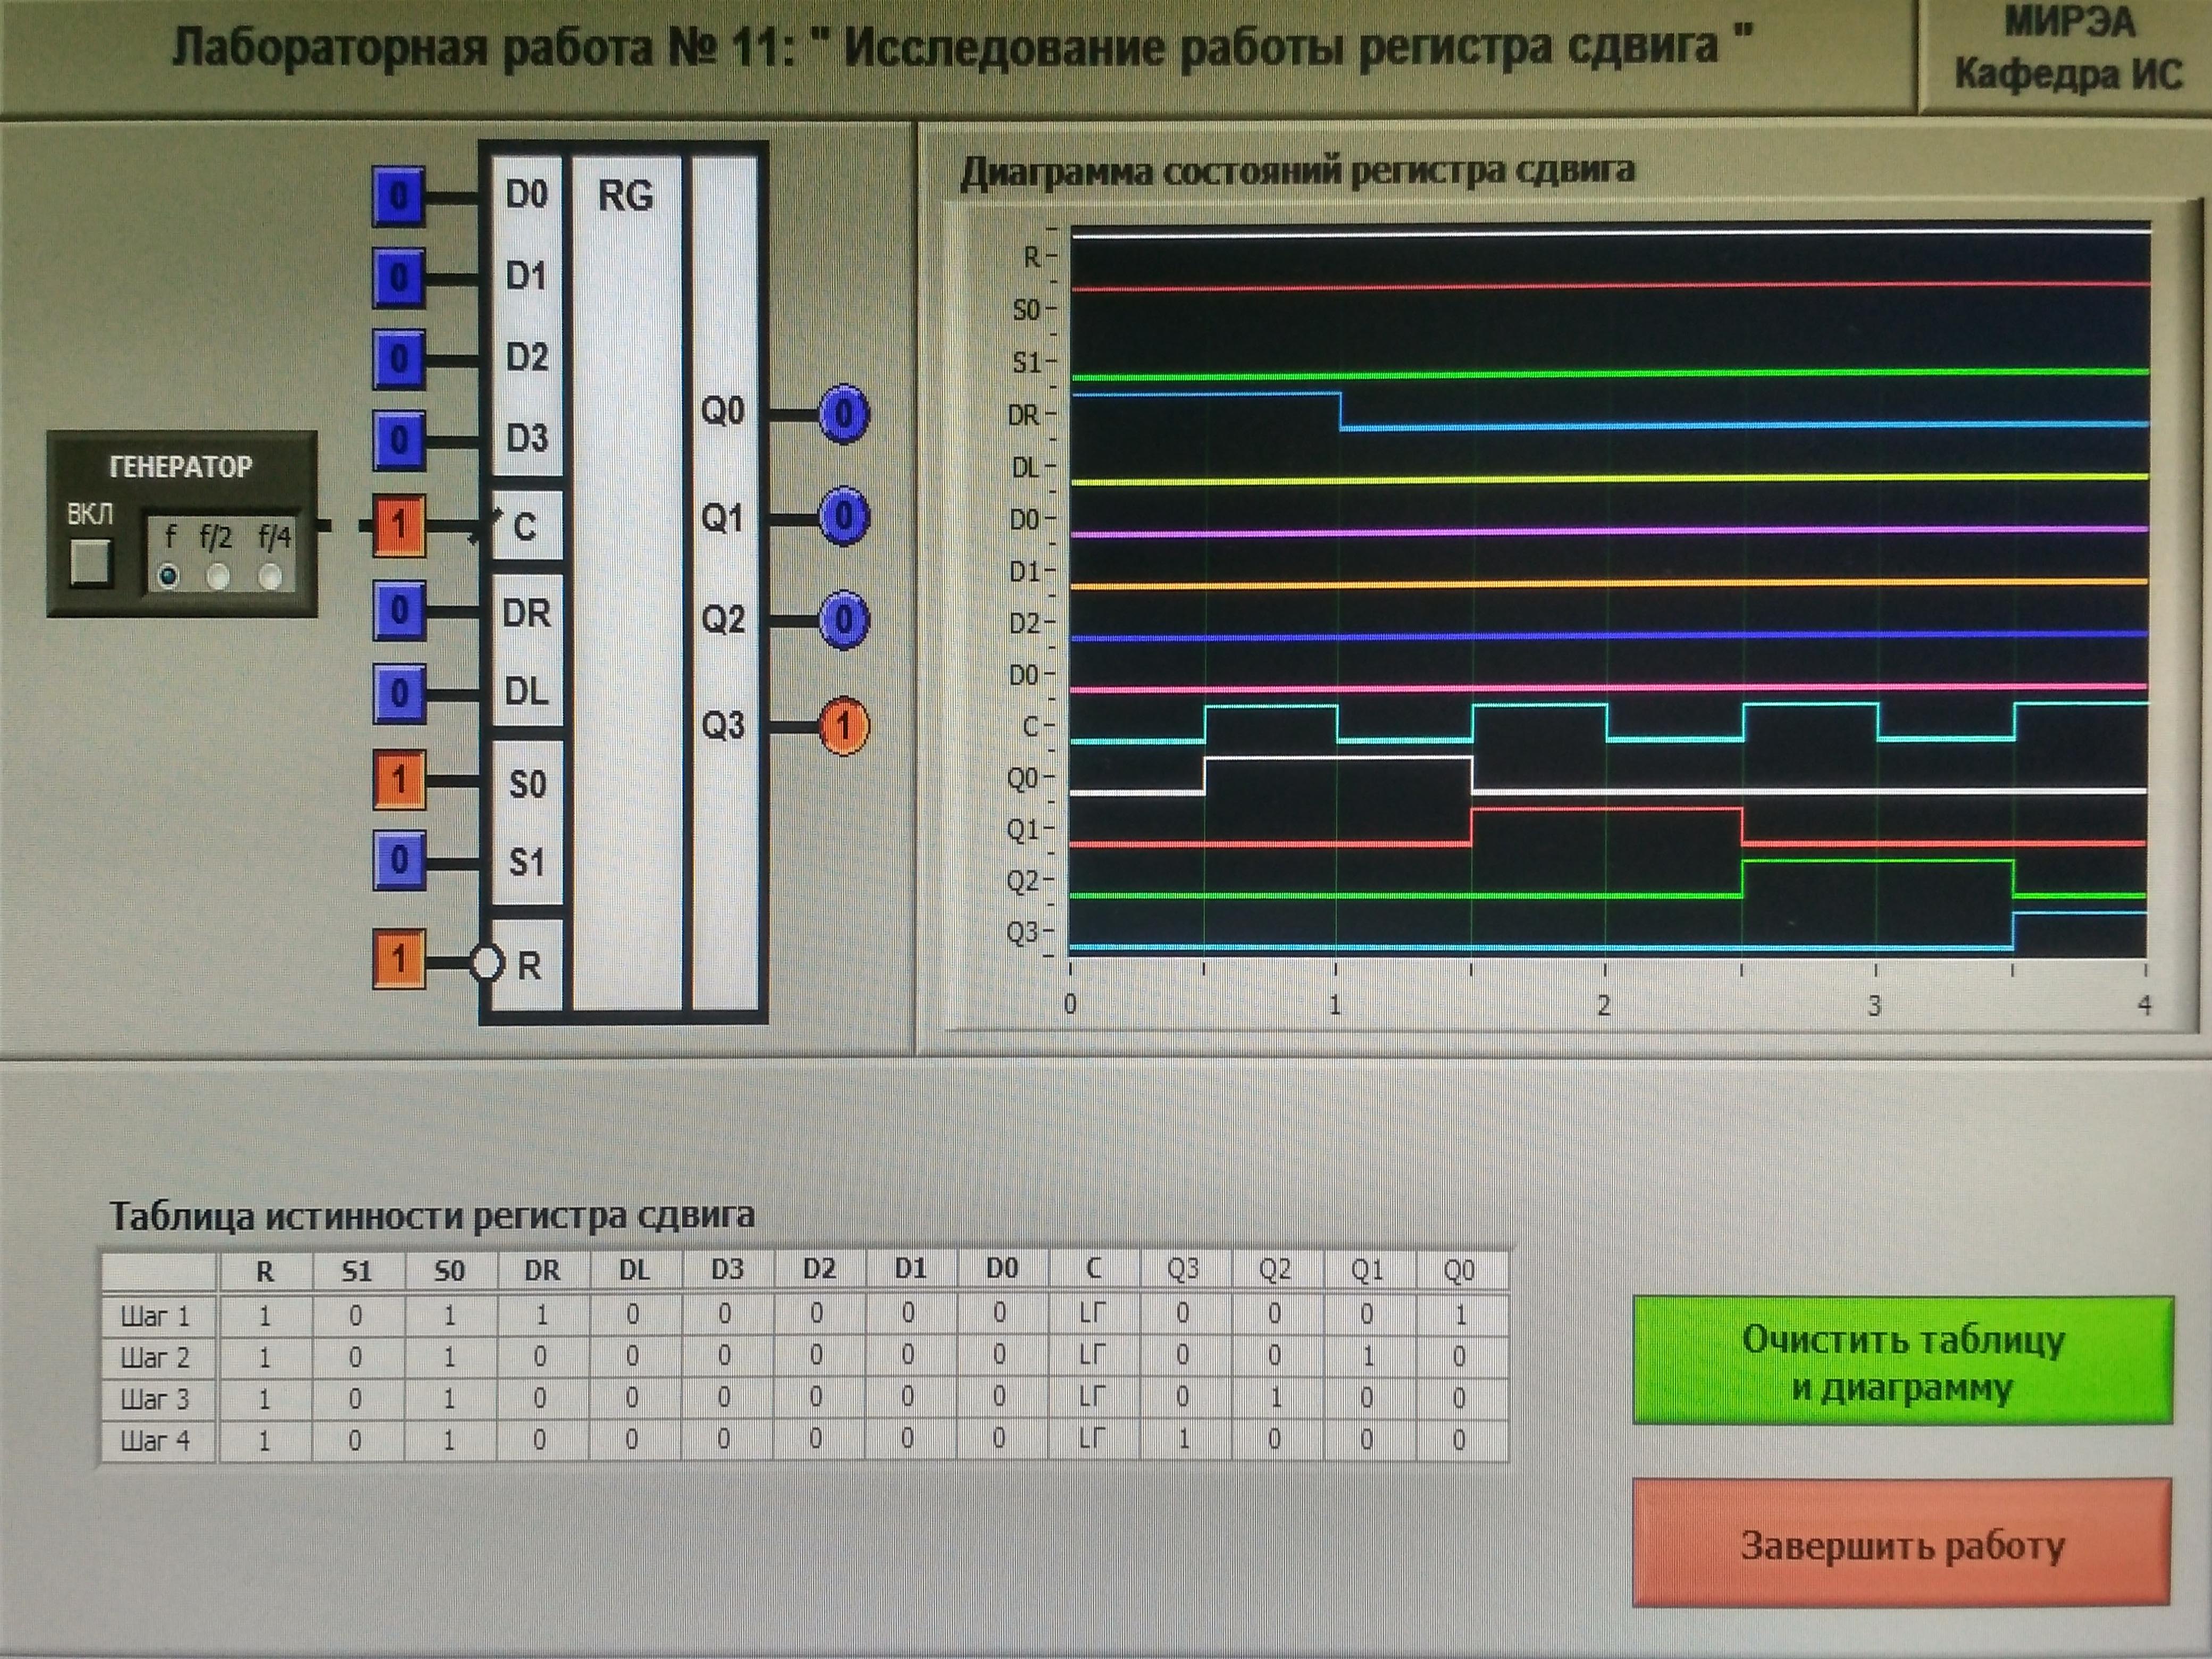 Лабораторная работа № 11: " Исследование работы регистра сдвига "
МИРЭА
Кафедра ИС
0 D0 RG
0 D1
0 D2
0 D3
ГЕНЕРАТОР
ВКЛ
f f/2 f/4
1 C
0 DR
0 DL
1 S0
0 S1
1 R
Q0 0
Q1 0
Q2 0
Q3 1
Диаграмма состояний регистра сдвига
R
S0
S1
DR
DL
D0
D1
D2
D0
C
Q0
Q1
Q2
Q3
0 1 2 3 4
Таблица истинности регистра сдвига
R S1 S0 DR DL D3 D2 D1 D0 C Q3 Q2 Q1 Q0
Шаг 1 1 0 1 1 0 0 0 0 0 LГ 0 0 0 1
Шаг 2 1 0 1 0 0 0 0 0 0 LГ 0 0 1 0
Шаг 3 1 0 1 0 0 0 0 0 0 LГ 0 1 0 0
Шаг 4 1 0 1 0 0 0 0 0 0 LГ 1 0 0 0
Очистить таблицу
и диаграмму
Завершить работу